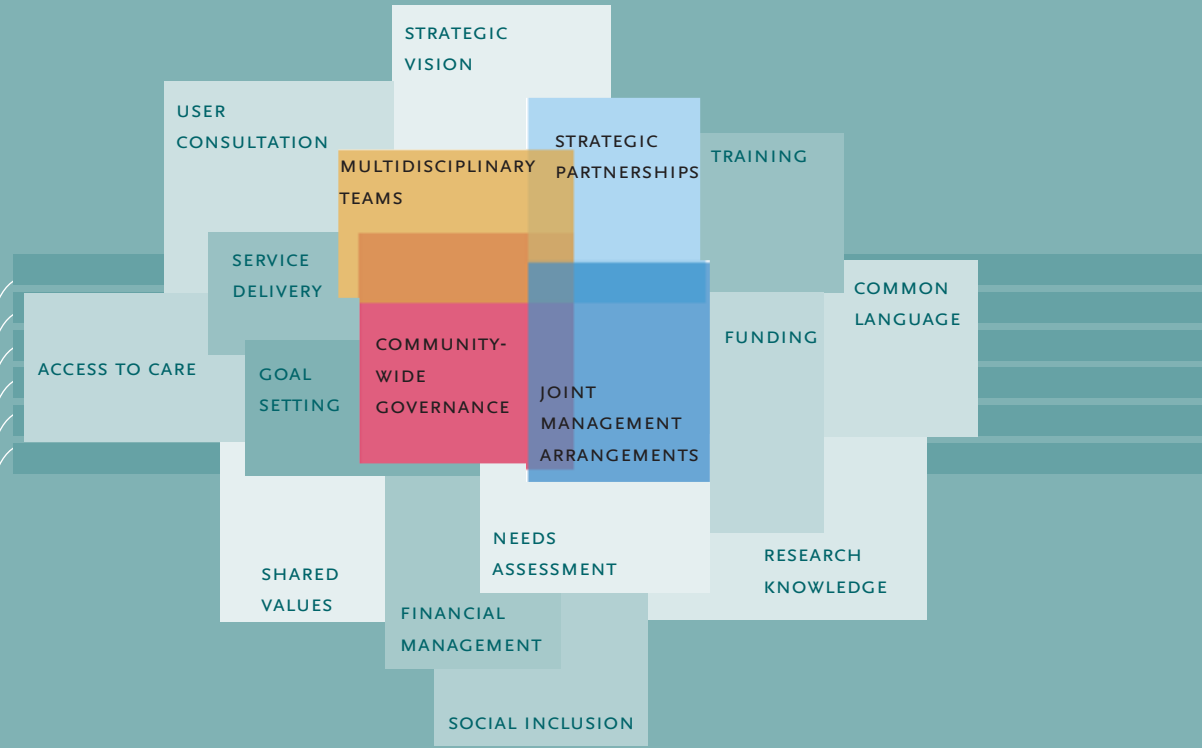 STRATEGIC
VISION
USER
CONSULTATION
STRATEGIC
PARTNERSHIPS
TRAINING
MULTIDISCIPLINARY
TEAMS
SERVICE
DELIVERY
COMMON
LANGUAGE
FUNDING
ACCESS TO CARE
GOAL
SETTING
COMMUNITY-
WIDE
GOVERNANCE
JOINT
MANAGEMENT
ARRANGEMENTS
NEEDS
ASSESSMENT
RESEARCH
KNOWLEDGE
SHARED
VALUES
FINANCIAL
MANAGEMENT
SOCIAL INCLUSION